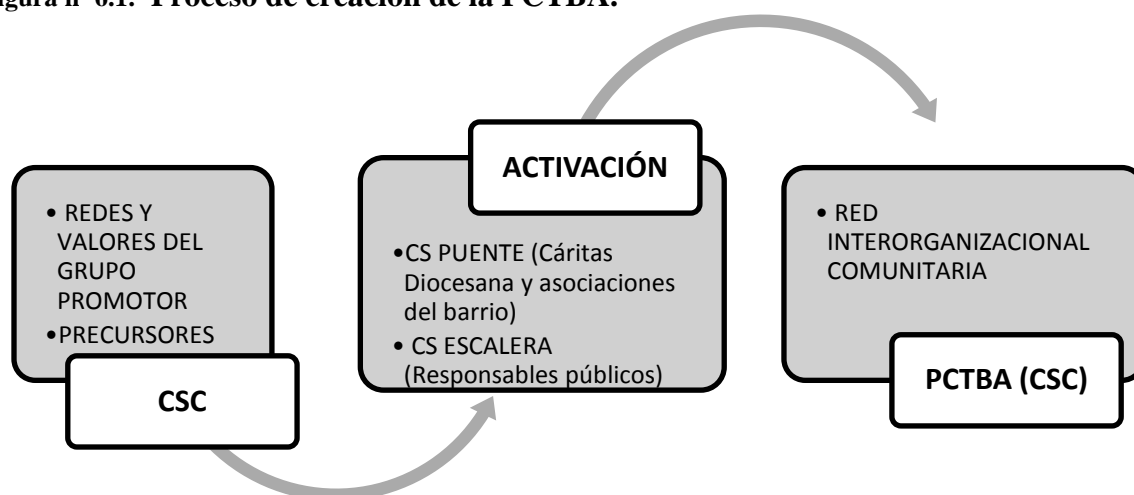 igura nº 6.1. Proceso de creación de la PCTBA.
• REDES Y
VALORES DEL
GRUPO
PROMOTOR
•PRECURSORES
CSC
ACTIVACIÓN
•CS PUENTE (Cáritas
Diocesana y asociaciones
del barrio)
• CS ESCALERA
(Responsables públicos)
• RED
INTERORGANIZACIONAL
COMUNITARIA
PCTBA (CSC)